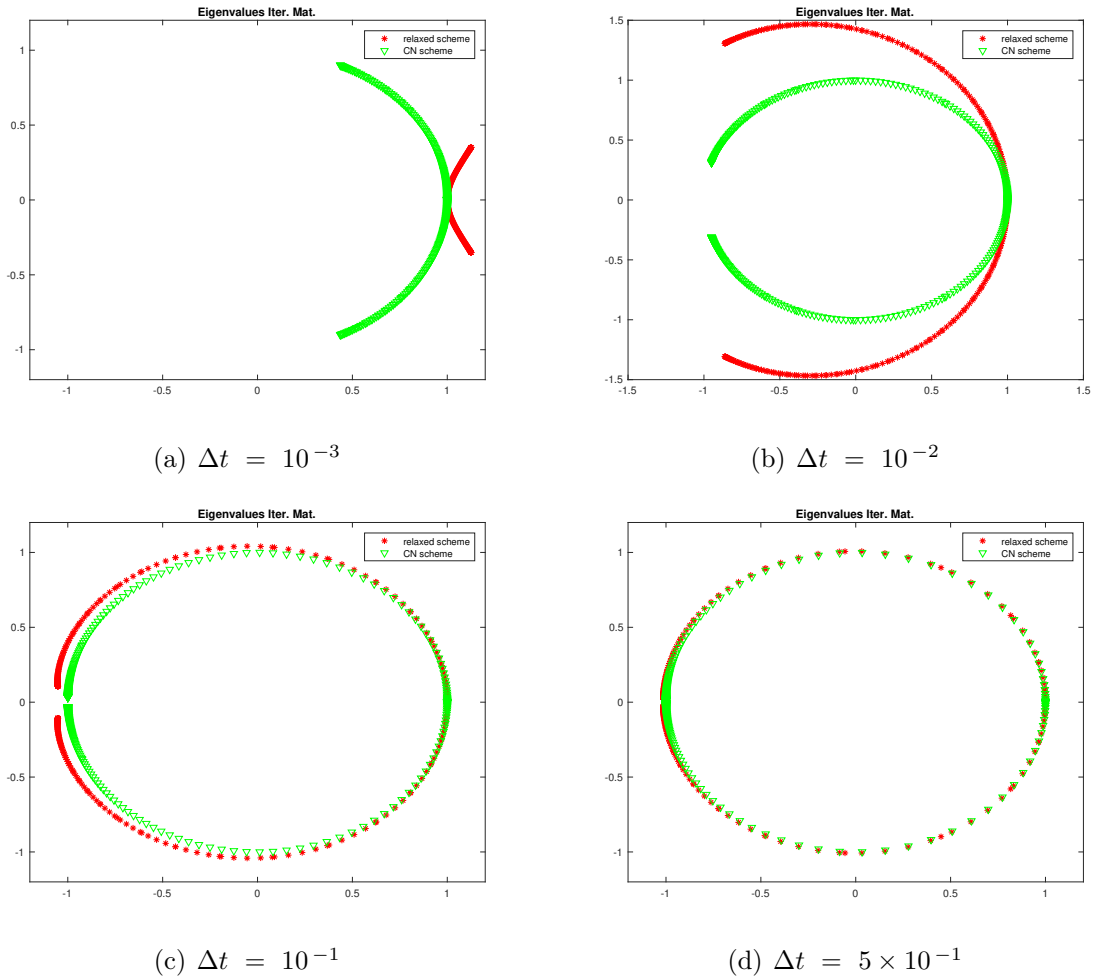 Eigenvalues Iter. Mat.
relaxed scheme
CN scheme
1
0.5
0
-0.5
-1
-1 -0.5 0 0.5 1
(a) Δt = 10⁻³
Eigenvalues Iter. Mat.
relaxed scheme
CN scheme
1.5
1
0.5
0
-0.5
-1
-1.5
-1.5 -1 -0.5 0 0.5 1 1.5
(b) Δt = 10⁻²
Eigenvalues Iter. Mat.
relaxed scheme
CN scheme
1
0.5
0
-0.5
-1
-1 -0.5 0 0.5 1
(c) Δt = 10⁻¹
Eigenvalues Iter. Mat.
relaxed scheme
CN scheme
1
0.5
0
-0.5
-1
-1 -0.5 0 0.5 1
(d) Δt = 5 × 10⁻¹